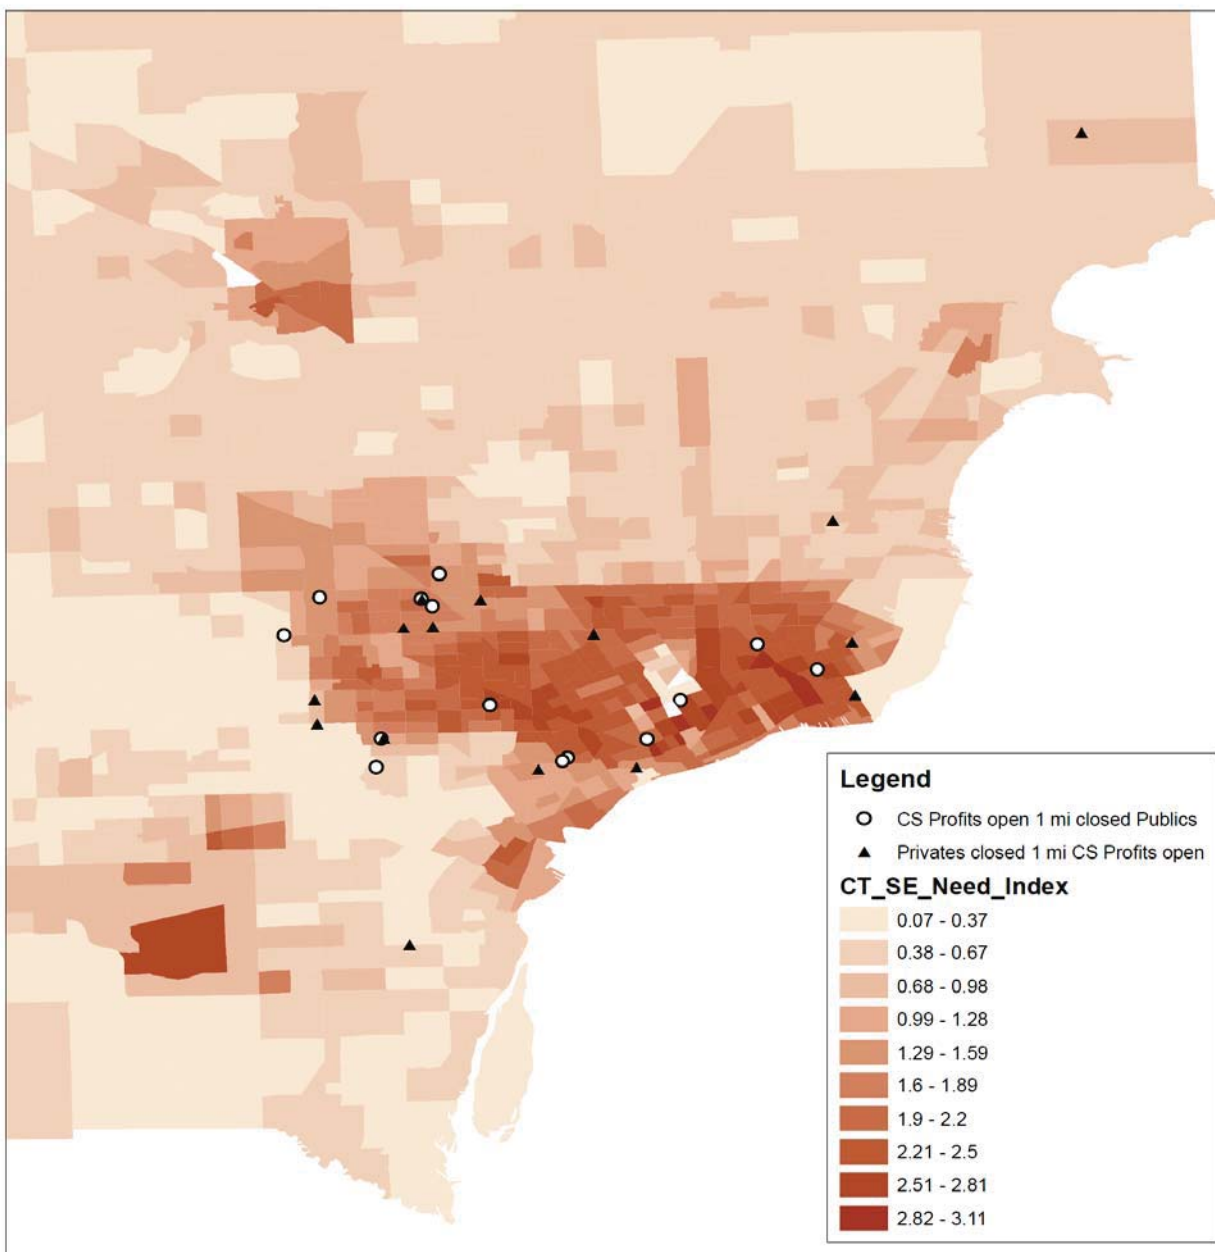 Legend
CS Profits open 1 mi closed Publics
Privates closed 1 mi CS Profits open
CT_SE_Need_Index
0.07 - 0.37
0.38 - 0.67
0.68 - 0.98
0.99 - 1.28
1.29 - 1.59
1.6 - 1.89
1.9 - 2.2
2.21 - 2.5
2.51 - 2.81
2.82 - 3.11